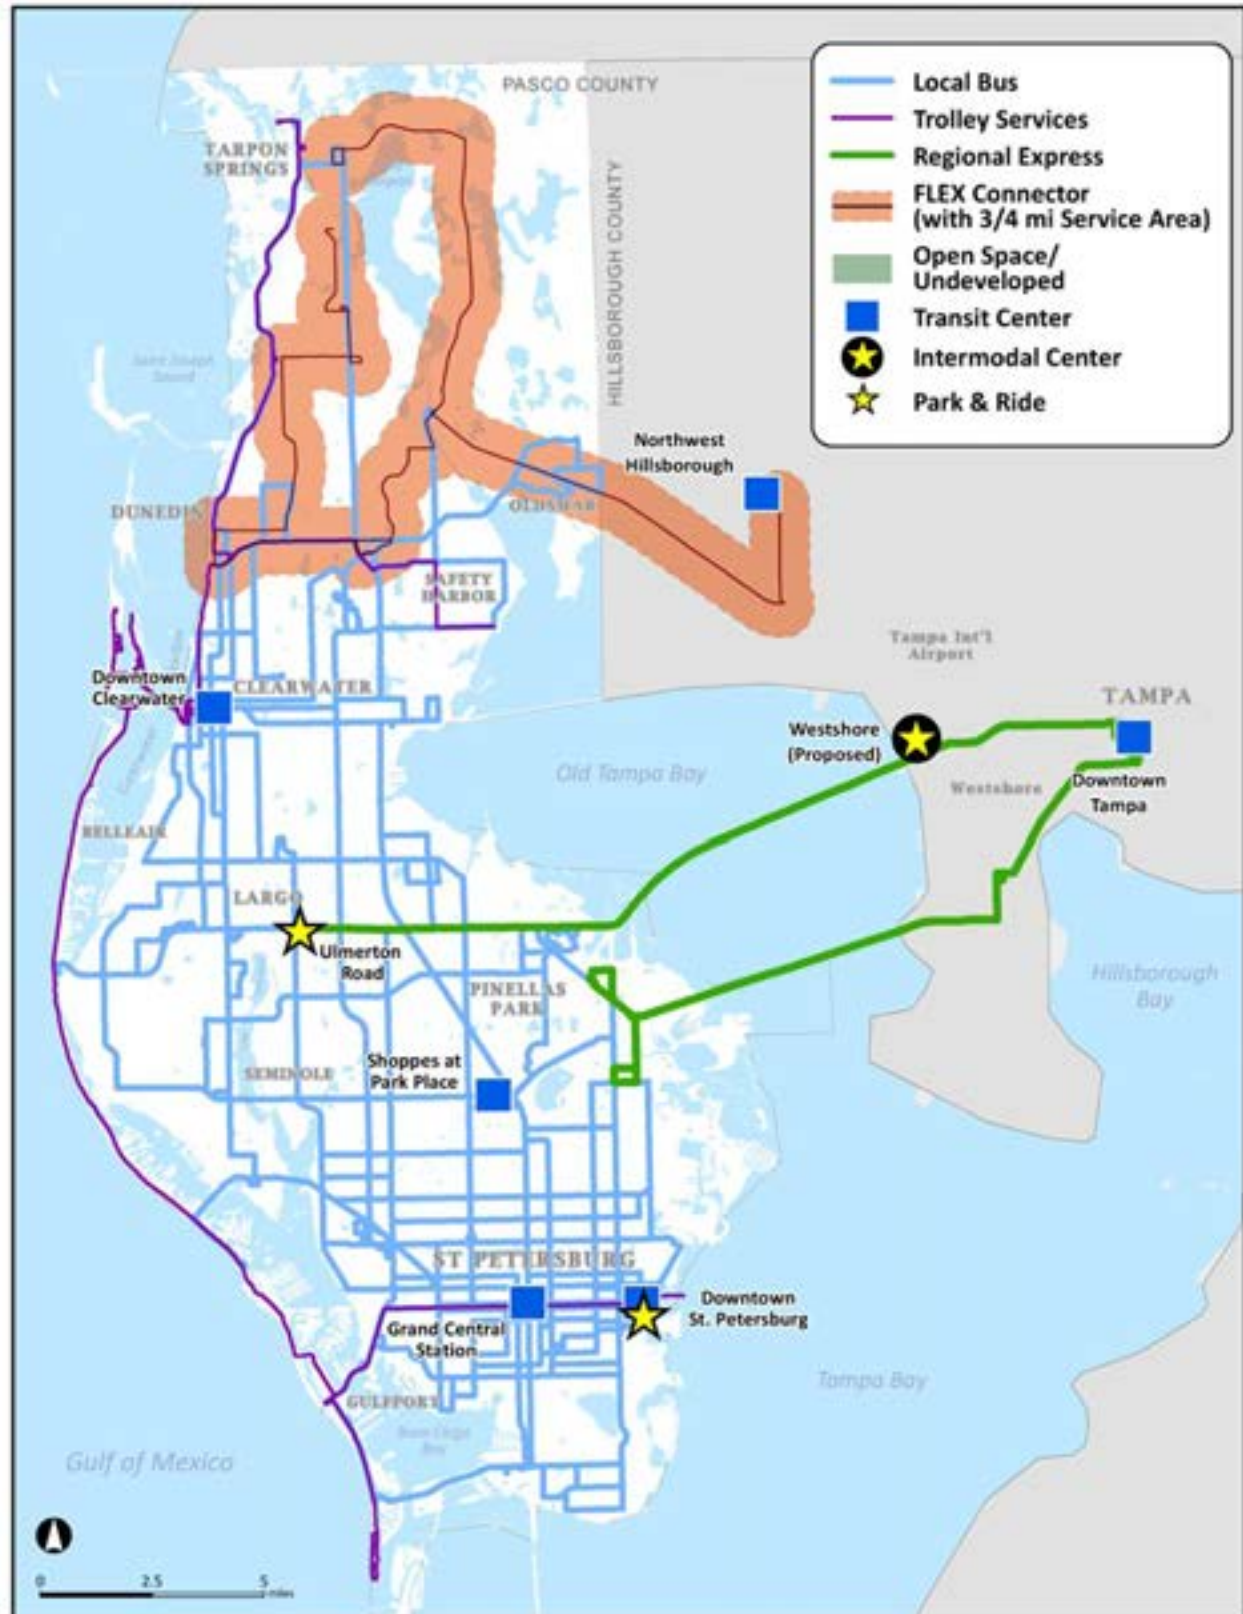 PASCO COUNTY
HILLSBOROUGH COUNTY
Local Bus
Trolley Services
Regional Express
FLEX Connector
(with 3/4 mi Service Area)
Open Space/
Undeveloped
Transit Center
Intermodal Center
Park & Ride
TARPON
SPRINGS
Northwest
Hillsborough
DUNEDIN
OLDSMAR
SAFETY
HARBOR
Tampa Int'l
Airport
Downtown
Clearwater
CLEARWATER
TAMPA
Westshore
(Proposed)
Old Tampa Bay
Westshore
Downtown
Tampa
BELLEAIR
LARGO
Ulmerton
Road
PINELLAS
PARK
Hillsborough
Bay
Shoppes at
Park Place
SEMINOLE
ST PETERSBURG
Downtown
St. Petersburg
Grand Central
Station
GULFPORT
Tampa Bay
Gulf of Mexico
0 2.5 5
miles